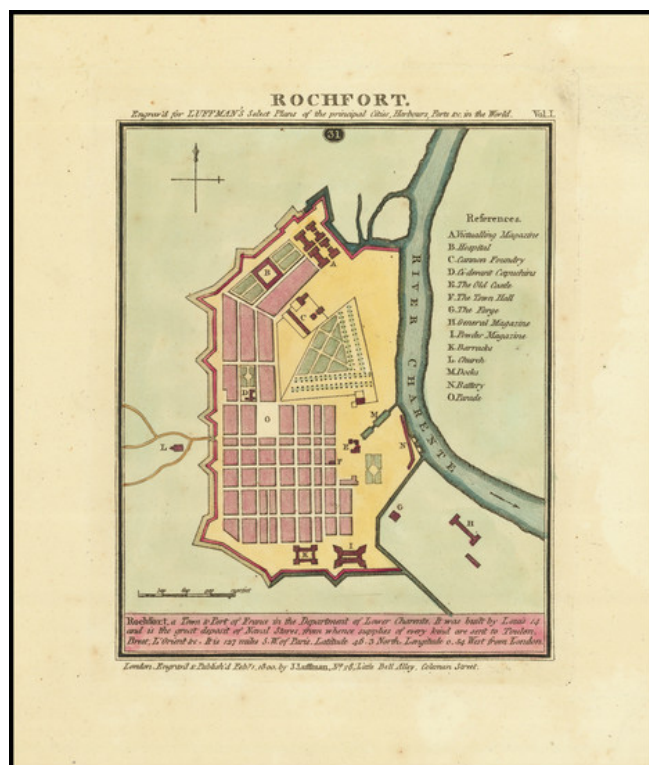 ROCHFORT.
Engrav'd for LUFFMAN'S Select Plans of the principal Cities, Harbours, Forts &c. in the World. Vol. I.
31
References.
A. Victualling Magazine
B. Hospital
C. Cannon Foundry
D. Ci-devant Capuchins
E. The Old Castle
F. The Town Hall
G. The Forge
H. General Magazine
I. Powder Magazine
K. Barracks
L. Church
M. Docks
N. Battery
O. Parade
RIVER CHARENTE
A
B
C
D
O
M
L
E
N
F
H
G
H
K
I
Rochfort, a Town & Port of France in the Department of Lower Charente. It was built by Louis 14
and is the great deposit of Naval Stores, from whence supplies of every kind are sent to Toulon,
Brest, L'Orient &c. It is 127 miles S.W. of Paris. Latitude 46. 3 North. Longitude 0. 54 West from London.
London. Engrav'd & Publish'd Feb. 1, 1800, by J. Luffman, No. 28, Little Bell Alley, Coleman Street.